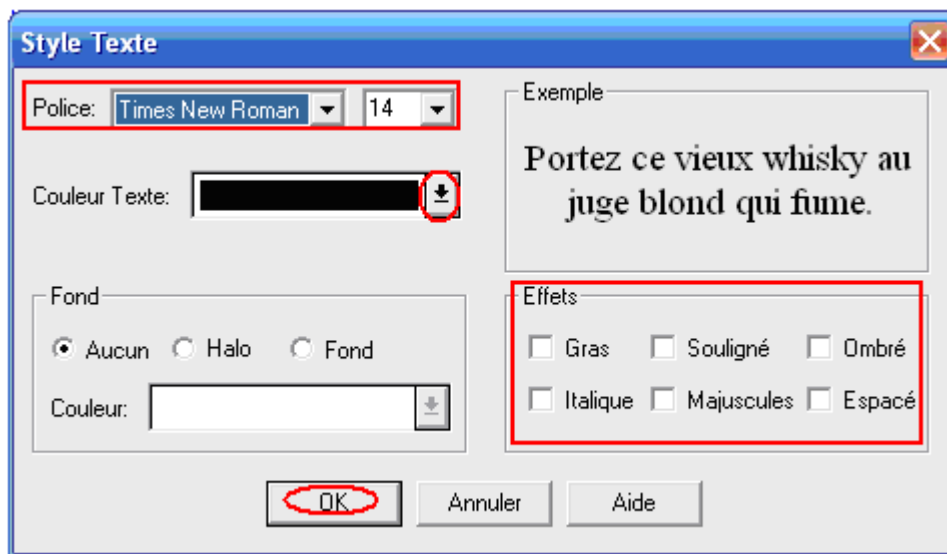 Style Texte
Police: Times New Roman 14
Exemple
Portez ce vieux whisky au
juge blond qui fume.
Couleur Texte:
Fond
Aucun Halo Fond
Couleur:
Effets
Gras Souligné Ombré
Italique Majuscules Espacé
OK Annuler Aide